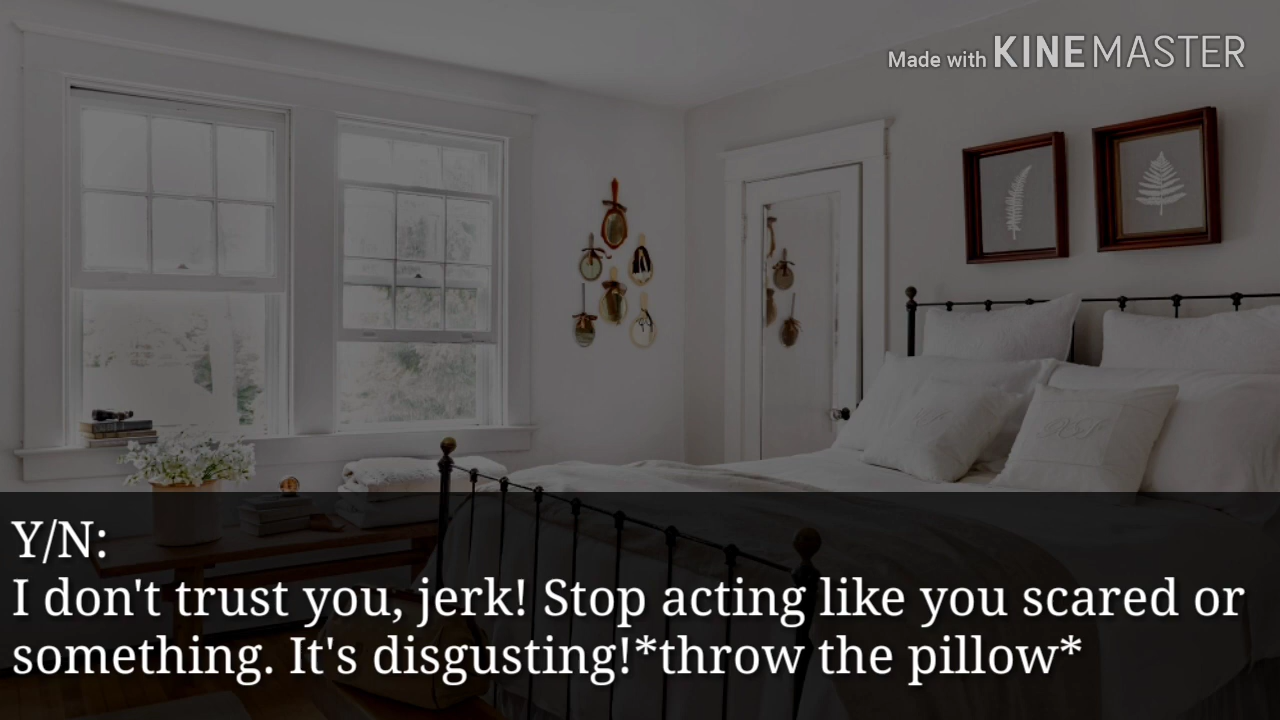 Made with KINEMASTER
Y/N:
I don't trust you, jerk! Stop acting like you scared or
something. It's disgusting!*throw the pillow*